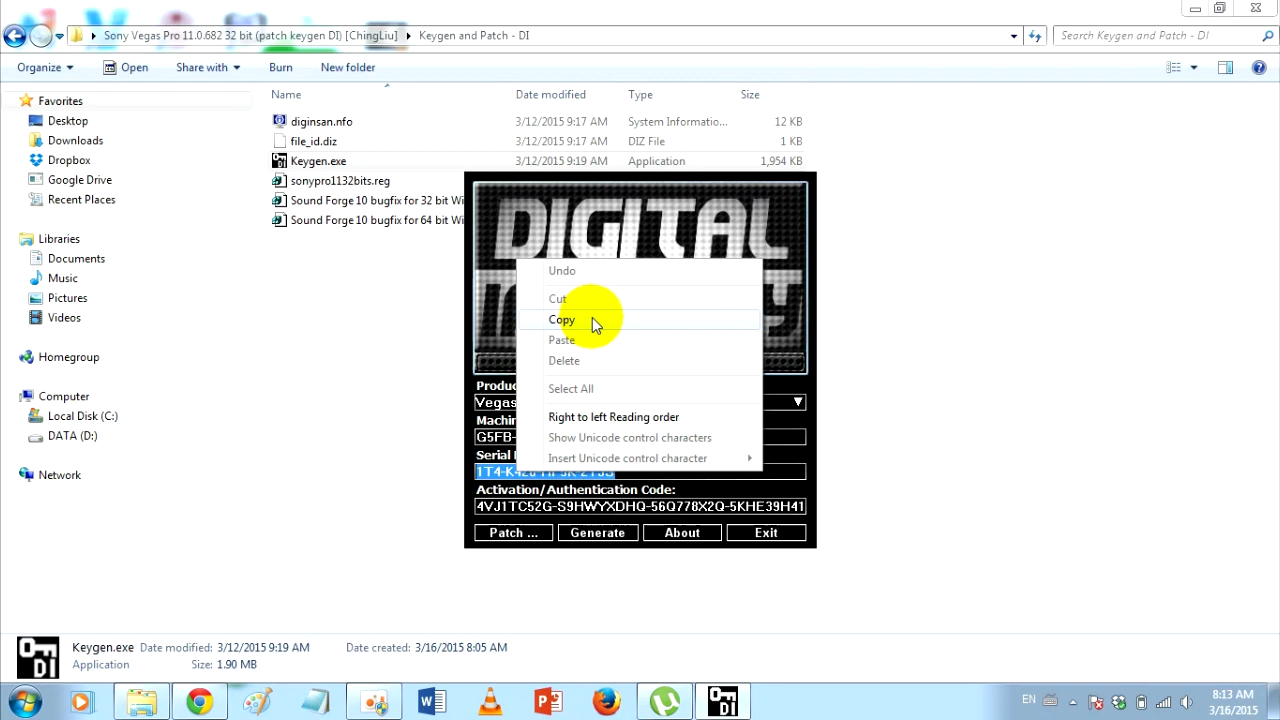 Sony Vegas Pro 11.0.682 32 bit (patch keygen DI) [ChingLiu] Keygen and Patch - DI Search Keygen and Patch - DI
Organize Open Share with Burn New folder
Name Date modified Type Size
Favorites
Desktop
Downloads
Dropbox
Google Drive
Recent Places
Libraries
Documents
Music
Pictures
Videos
Homegroup
Computer
Local Disk (C:)
DATA (D:)
Network
diginsan.nfo 3/12/2015 9:17 AM System Informatio... 12 KB
file_id.diz 3/12/2015 9:17 AM DIZ File 1 KB
Keygen.exe 3/12/2015 9:19 AM Application 1,954 KB
sonypro1132bits.reg
Sound Forge 10 bugfix for 32 bit Wi
Sound Forge 10 bugfix for 64 bit Wi
DIGITAL
Undo
Cut
Copy
Paste
Delete
Select All
Right to left Reading order
Show Unicode control characters
Insert Unicode control character
Produc
Vegas
Machin
G5FB-
Serial
Activation/Authentication Code:
4VJ1TC52G-S9HWYXDHQ-56Q778X2Q-5KHE39H41
Patch ... Generate About Exit
Keygen.exe Date modified: 3/12/2015 9:19 AM Date created: 3/16/2015 8:05 AM
Application Size: 1.90 MB
EN 8:13 AM
3/16/2015